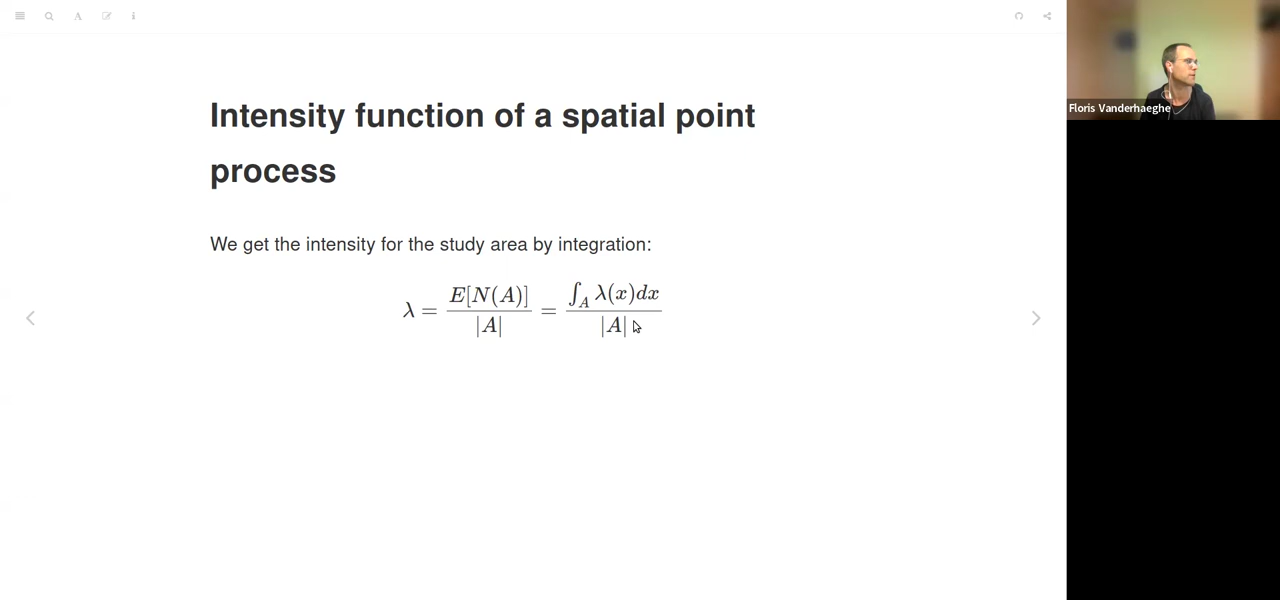 Intensity function of a spatial point
process
We get the intensity for the study area by integration:
λ = E[N(A)] / |A| = ∫_A λ(x)dx / |A|
Floris Vanderhaeghe